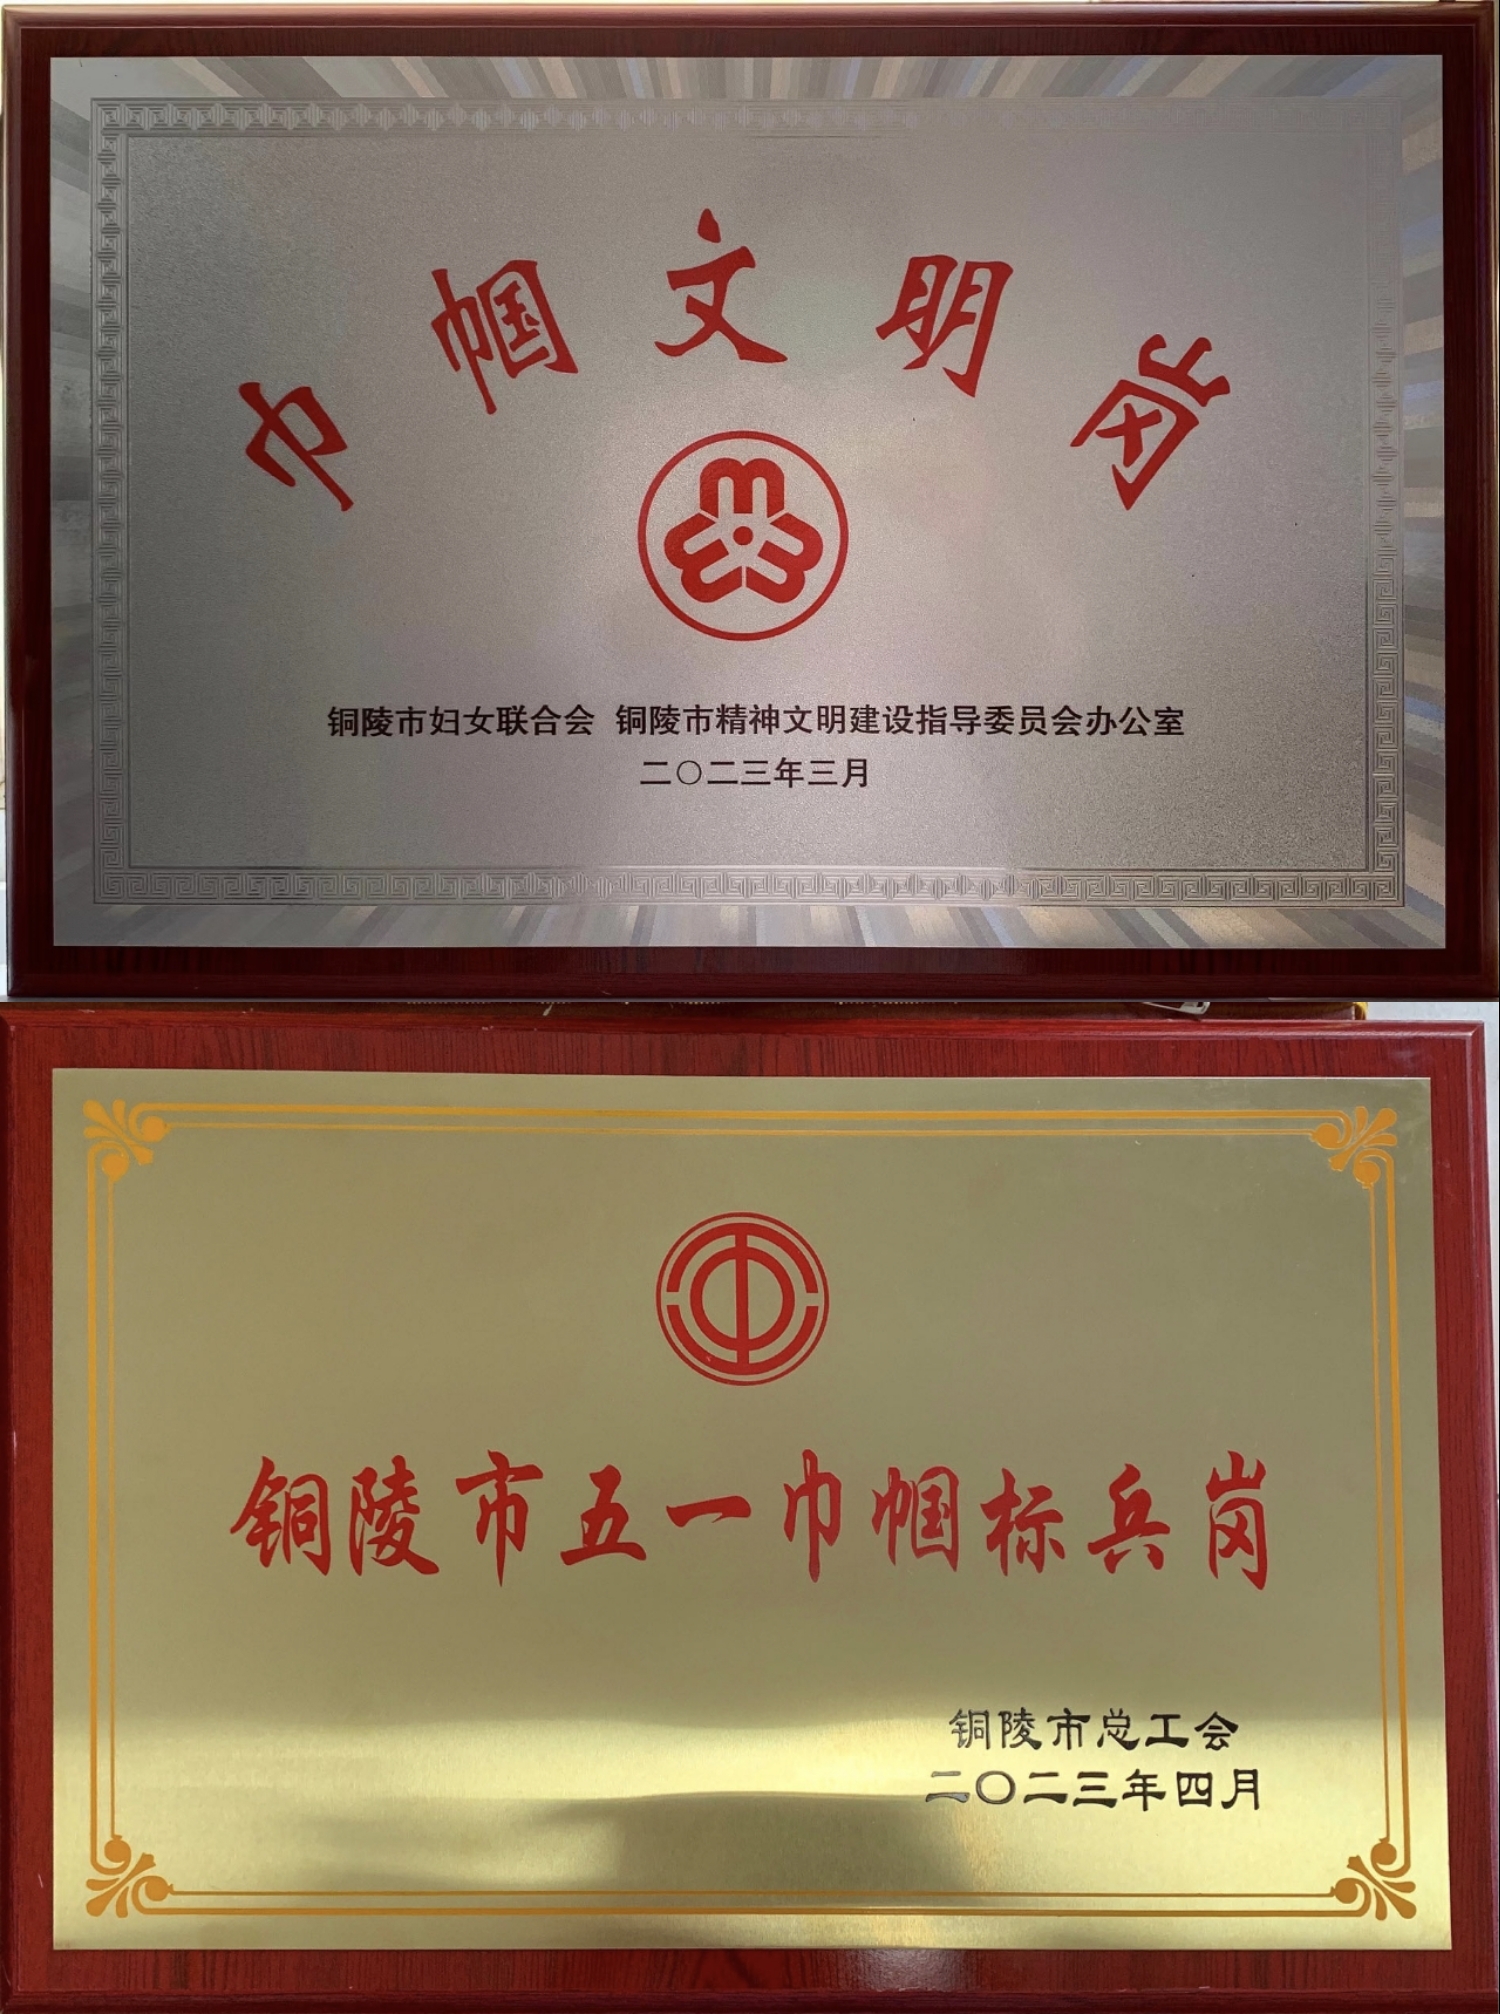 巾帼文明岗
铜陵市妇女联合会 铜陵市精神文明建设指导委员会办公室
二〇二三年三月
铜陵市五一巾帼标兵岗
铜陵市总工会
二〇二三年四月